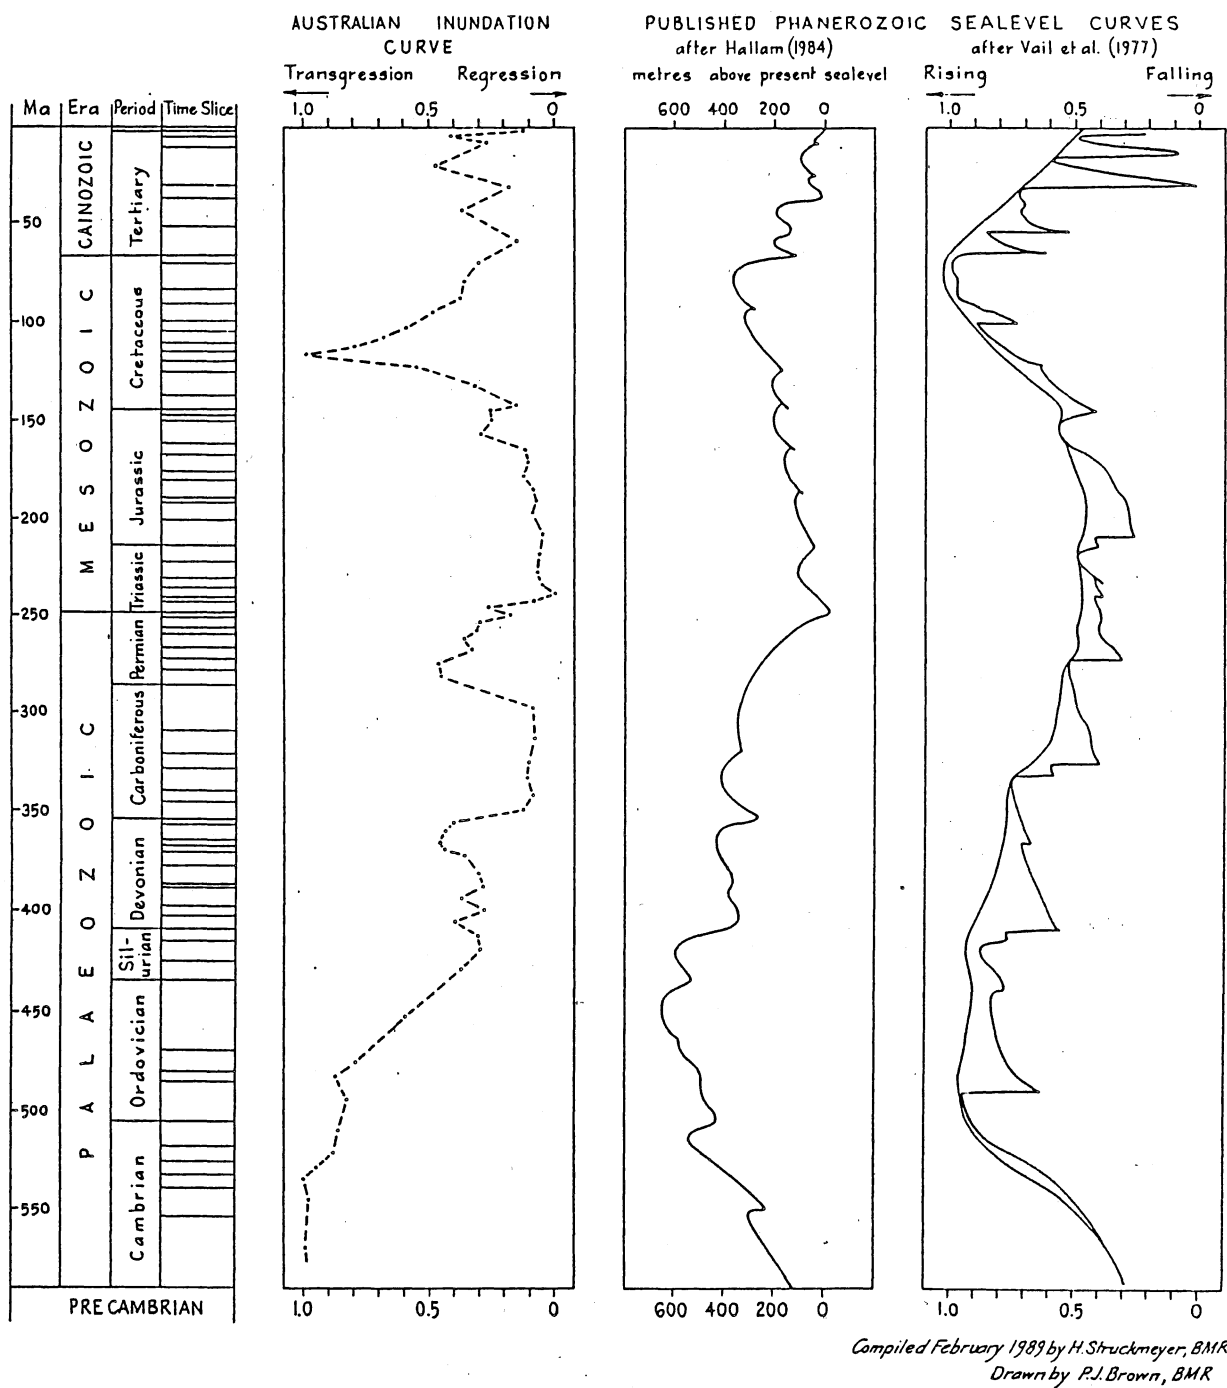 AUSTRALIAN INUNDATION CURVE
Transgression Regression
PUBLISHED PHANEROZOIC SEALEVEL CURVES
after Hallam (1984)
metres above present sealevel
after Vail et al. (1977)
Rising Falling
Ma Era Period Time Slice
1.0 0.5 0
600 400 200 0
1.0 0.5 0
CAINOZOIC
MESOZOIC
PALAEOZOIC
Tertiary
Cretaceous
Jurassic
Triassic
Permian
Carboniferous
Devonian
Sil-
urian
Ordovician
Cambrian
50
100
150
200
250
300
350
400
450
500
550
PRECAMBRIAN
1.0 0.5 0
600 400 200 0
1.0 0.5 0
Compiled February 1989 by H. Struckmeyer, BMR
Drawn by P.J. Brown, BMR